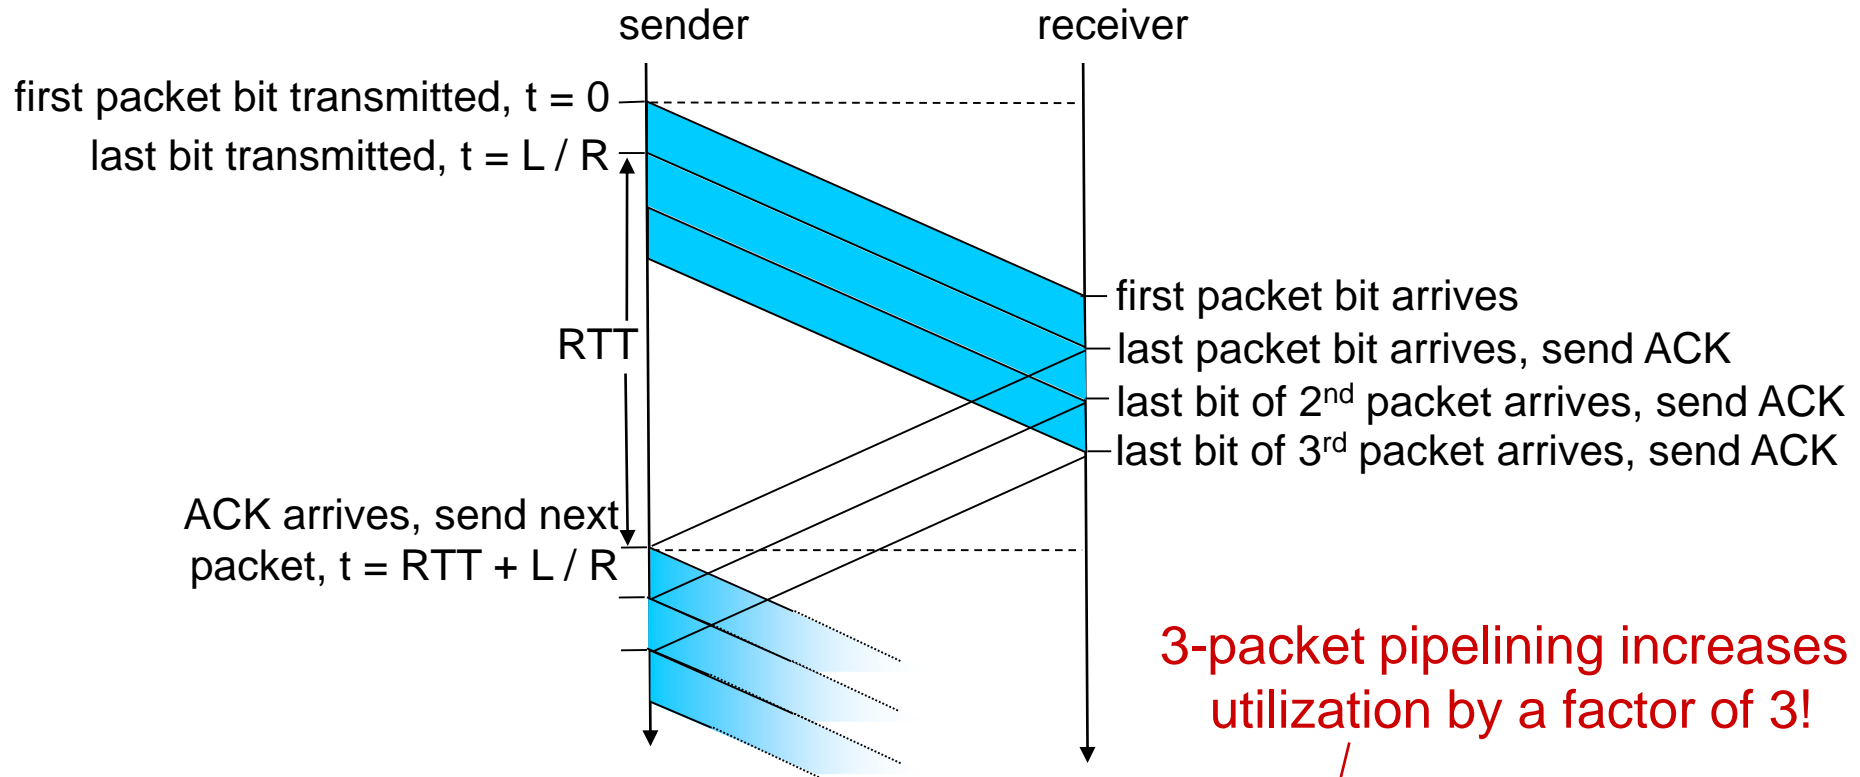 sender
receiver
first packet bit transmitted, t = 0
last bit transmitted, t = L / R
RTT
first packet bit arrives
last packet bit arrives, send ACK
last bit of 2nd packet arrives, send ACK
last bit of 3rd packet arrives, send ACK
ACK arrives, send next
packet, t = RTT + L / R
3-packet pipelining increases
utilization by a factor of 3!